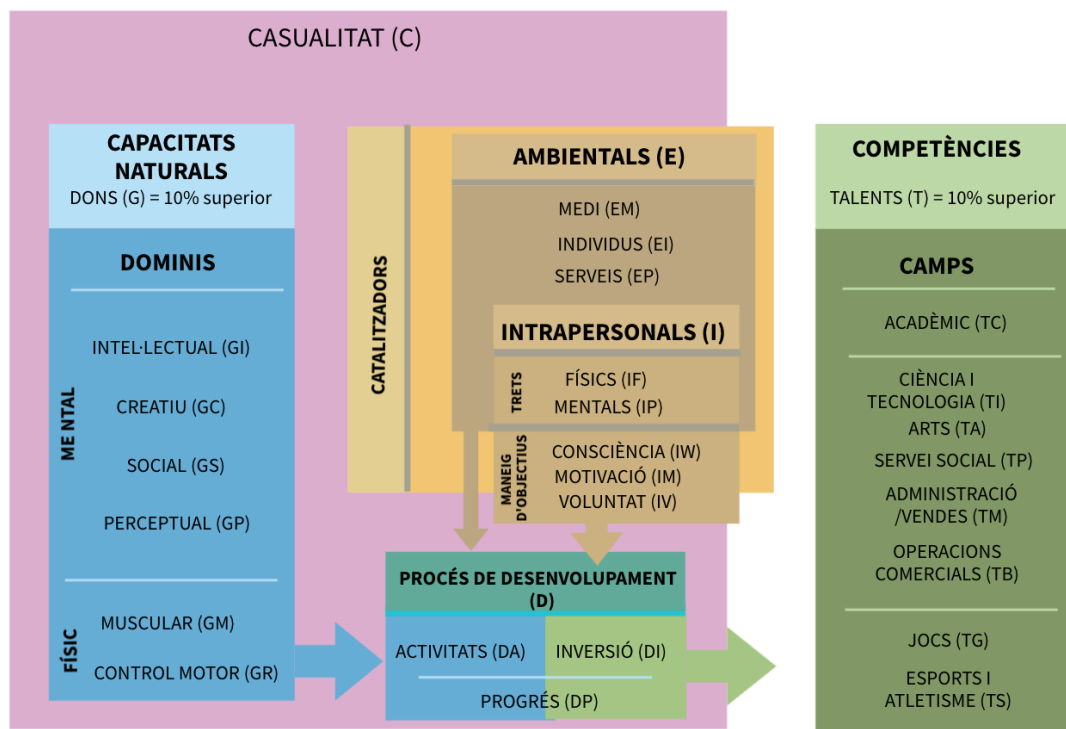 CASUALITAT (C)
CAPACITATS
NATURALS
DONS (G) = 10% superior
DOMINIS
MENTAL
INTEL·LECTUAL (GI)
CREATIU (GC)
SOCIAL (GS)
PERCEPTUAL (GP)
FÍSIC
MUSCULAR (GM)
CONTROL MOTOR (GR)
CATALITZADORS
AMBIENTALS (E)
MEDI (EM)
INDIVIDUS (EI)
SERVEIS (EP)
INTRAPERSONALS (I)
TRETS
FÍSICS (IF)
MENTALS (IP)
MANEIG
D'OBJECTIUS
CONSCIÈNCIA (IW)
MOTIVACIÓ (IM)
VOLUNTAT (IV)
PROCÉS DE DESENVOLUPAMENT
(D)
ACTIVITATS (DA)
INVERSIÓ (DI)
PROGRÉS (DP)
COMPETÈNCIES
TALENTS (T) = 10% superior
CAMPS
ACADÈMIC (TC)
CIÈNCIA I
TECNOLOGIA (TI)
ARTS (TA)
SERVEI SOCIAL (TP)
ADMINISTRACIÓ
/VENDES (TM)
OPERACIONS
COMERCIALS (TB)
JOCS (TG)
ESPORTS I
ATLETISME (TS)